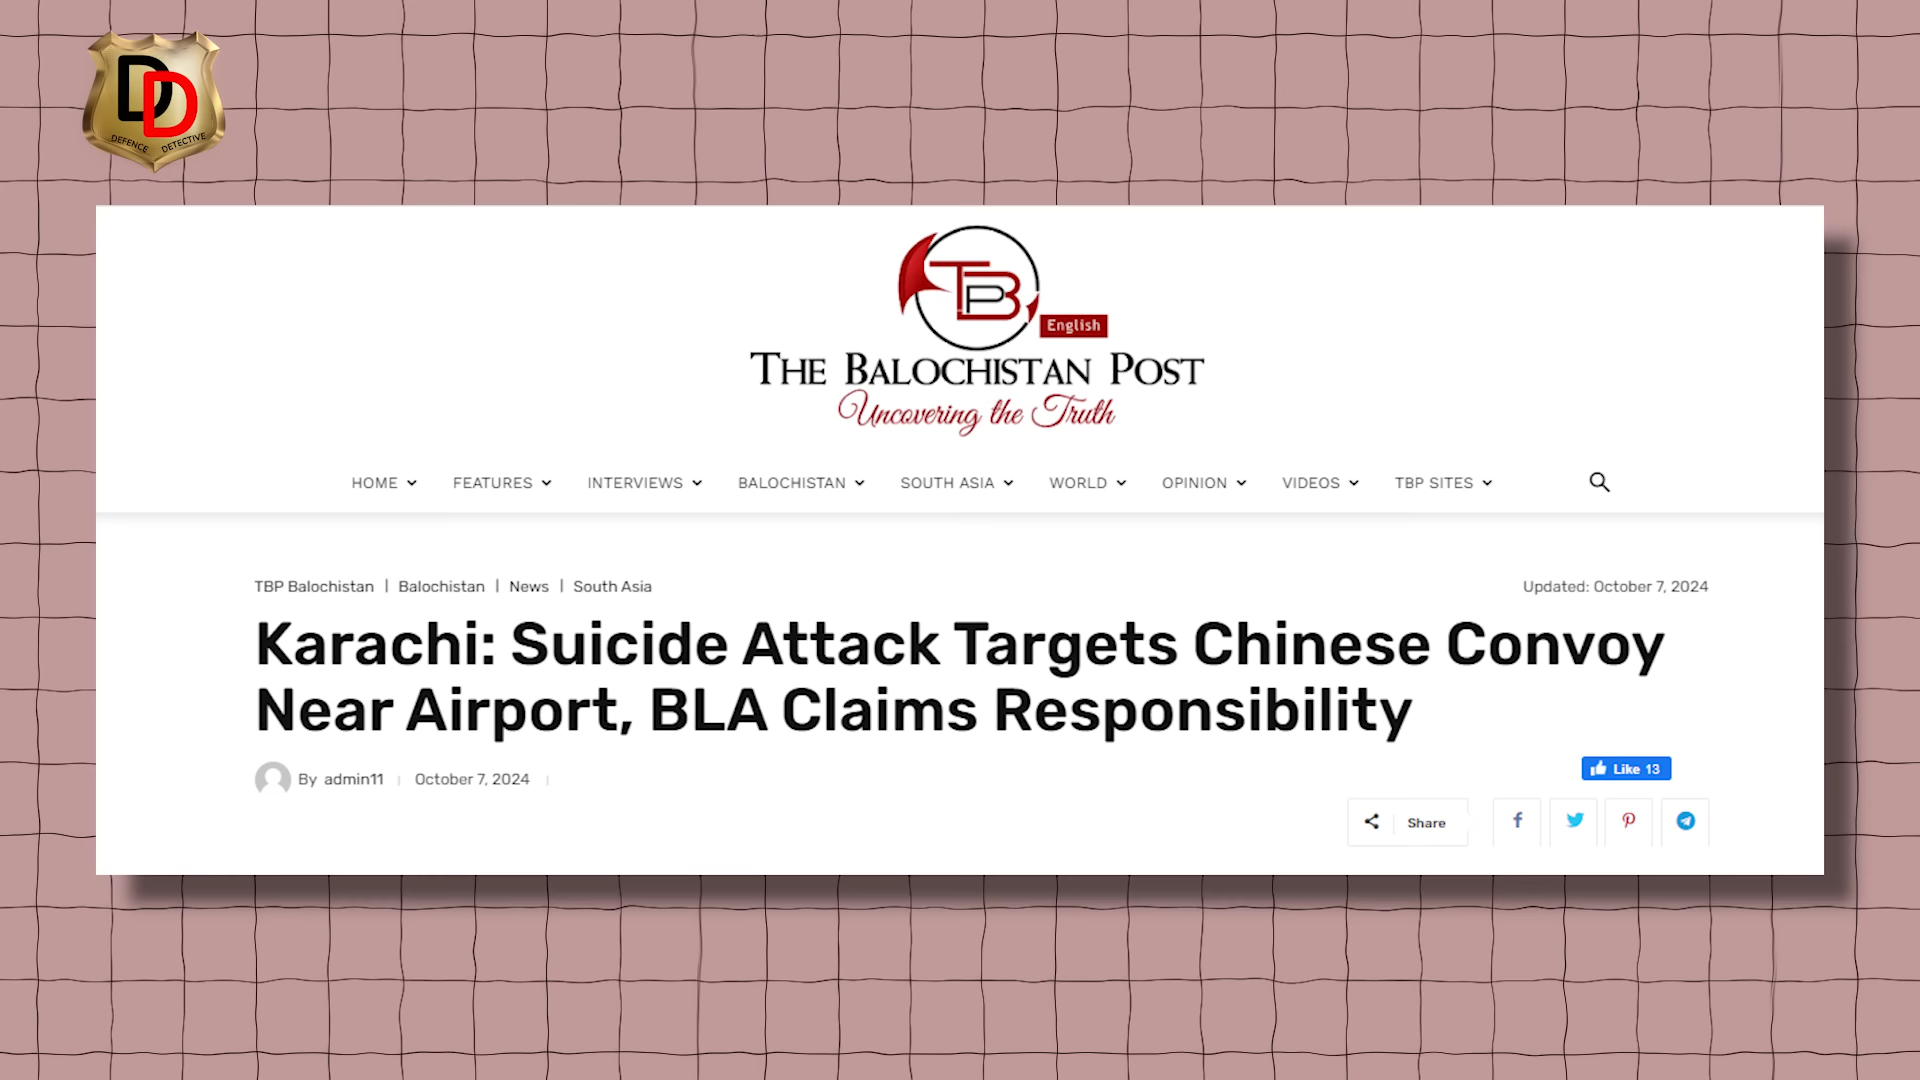 DD
DEFENCE DETECTIVE
TPB
English
THE BALOCHISTAN POST
Uncovering the Truth
HOME FEATURES INTERVIEWS BALOCHISTAN SOUTH ASIA WORLD OPINION VIDEOS TBP SITES
TBP Balochistan | Balochistan | News | South Asia
Updated: October 7, 2024
Karachi: Suicide Attack Targets Chinese Convoy
Near Airport, BLA Claims Responsibility
By admin11 | October 7, 2024 |
Like 13
Share